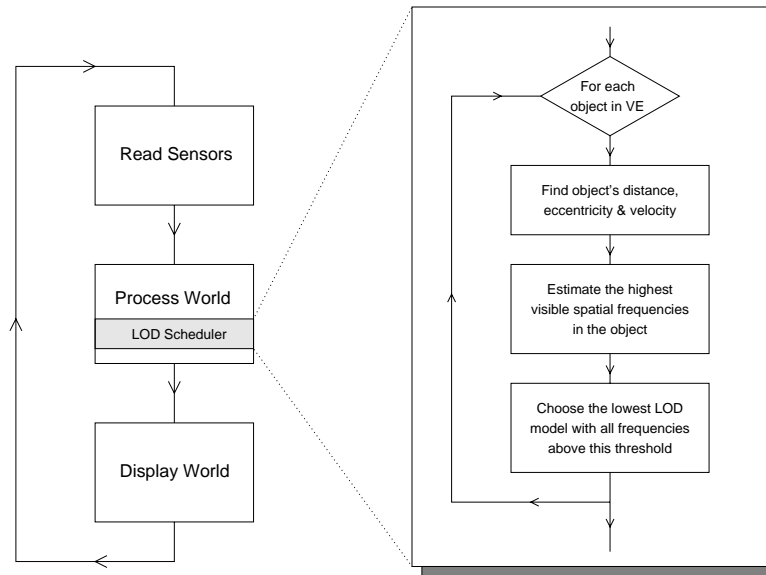 Read Sensors
Process World
LOD Scheduler
Display World
For each
object in VE
Find object's distance,
eccentricity & velocity
Estimate the highest
visible spatial frequencies
in the object
Choose the lowest LOD
model with all frequencies
above this threshold